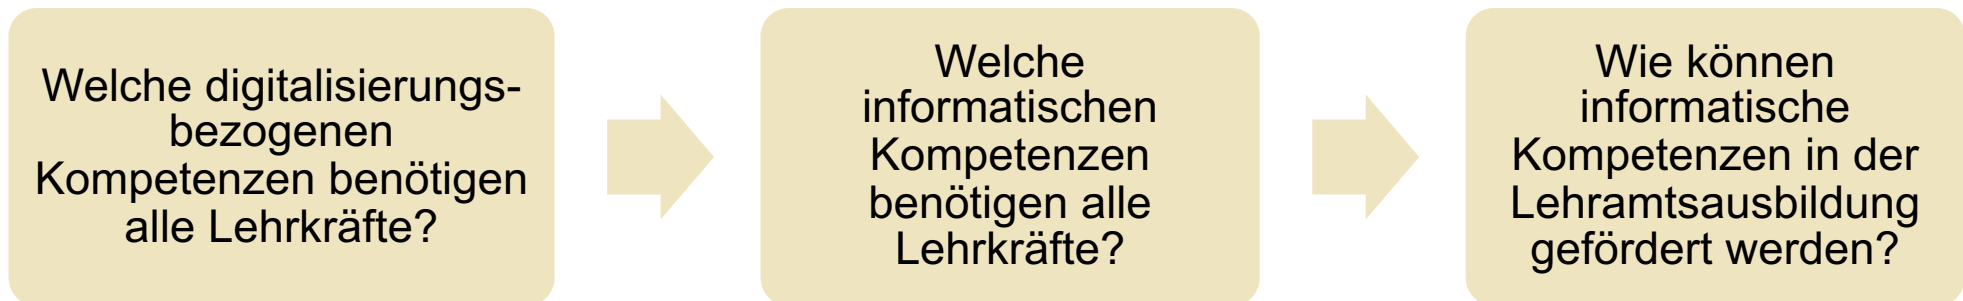 Welche digitalisierungs-
bezogenen
Kompetenzen benötigen
alle Lehrkräfte?
Welche
informatischen
Kompetenzen
benötigen alle
Lehrkräfte?
Wie können
informatische
Kompetenzen in der
Lehramtsausbildung
gefördert werden?